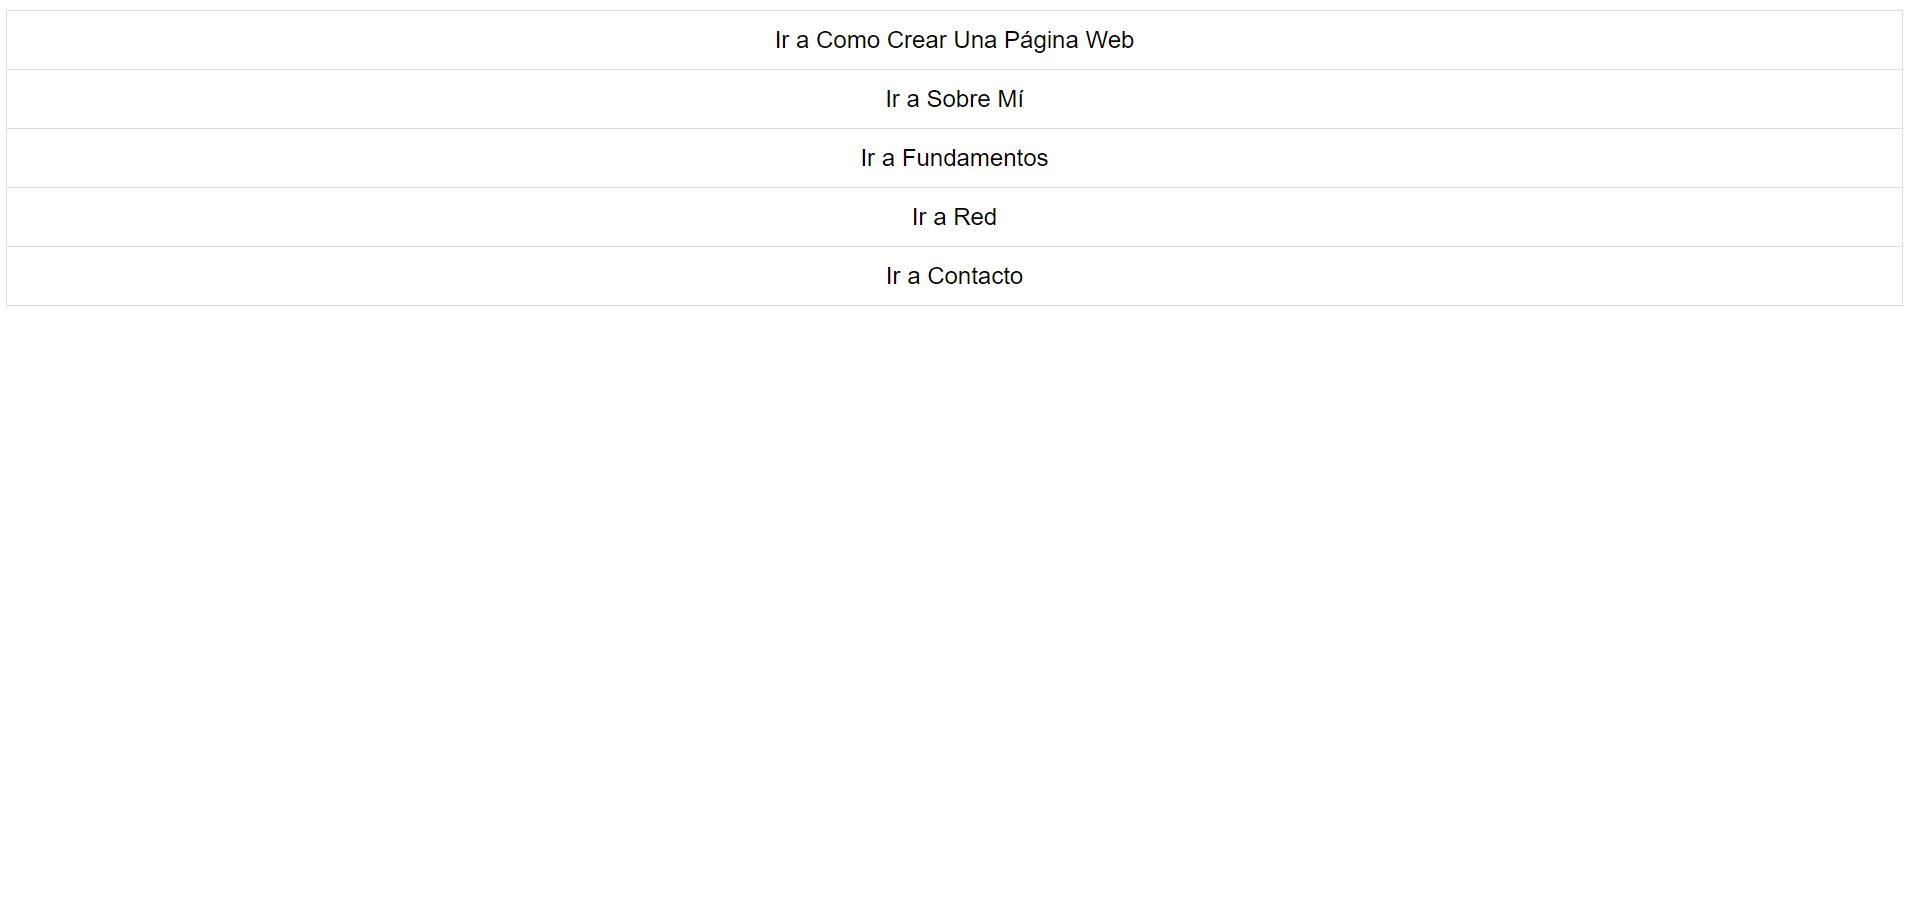 Ir a Como Crear Una Página Web
Ir a Sobre Mí
Ir a Fundamentos
Ir a Red
Ir a Contacto